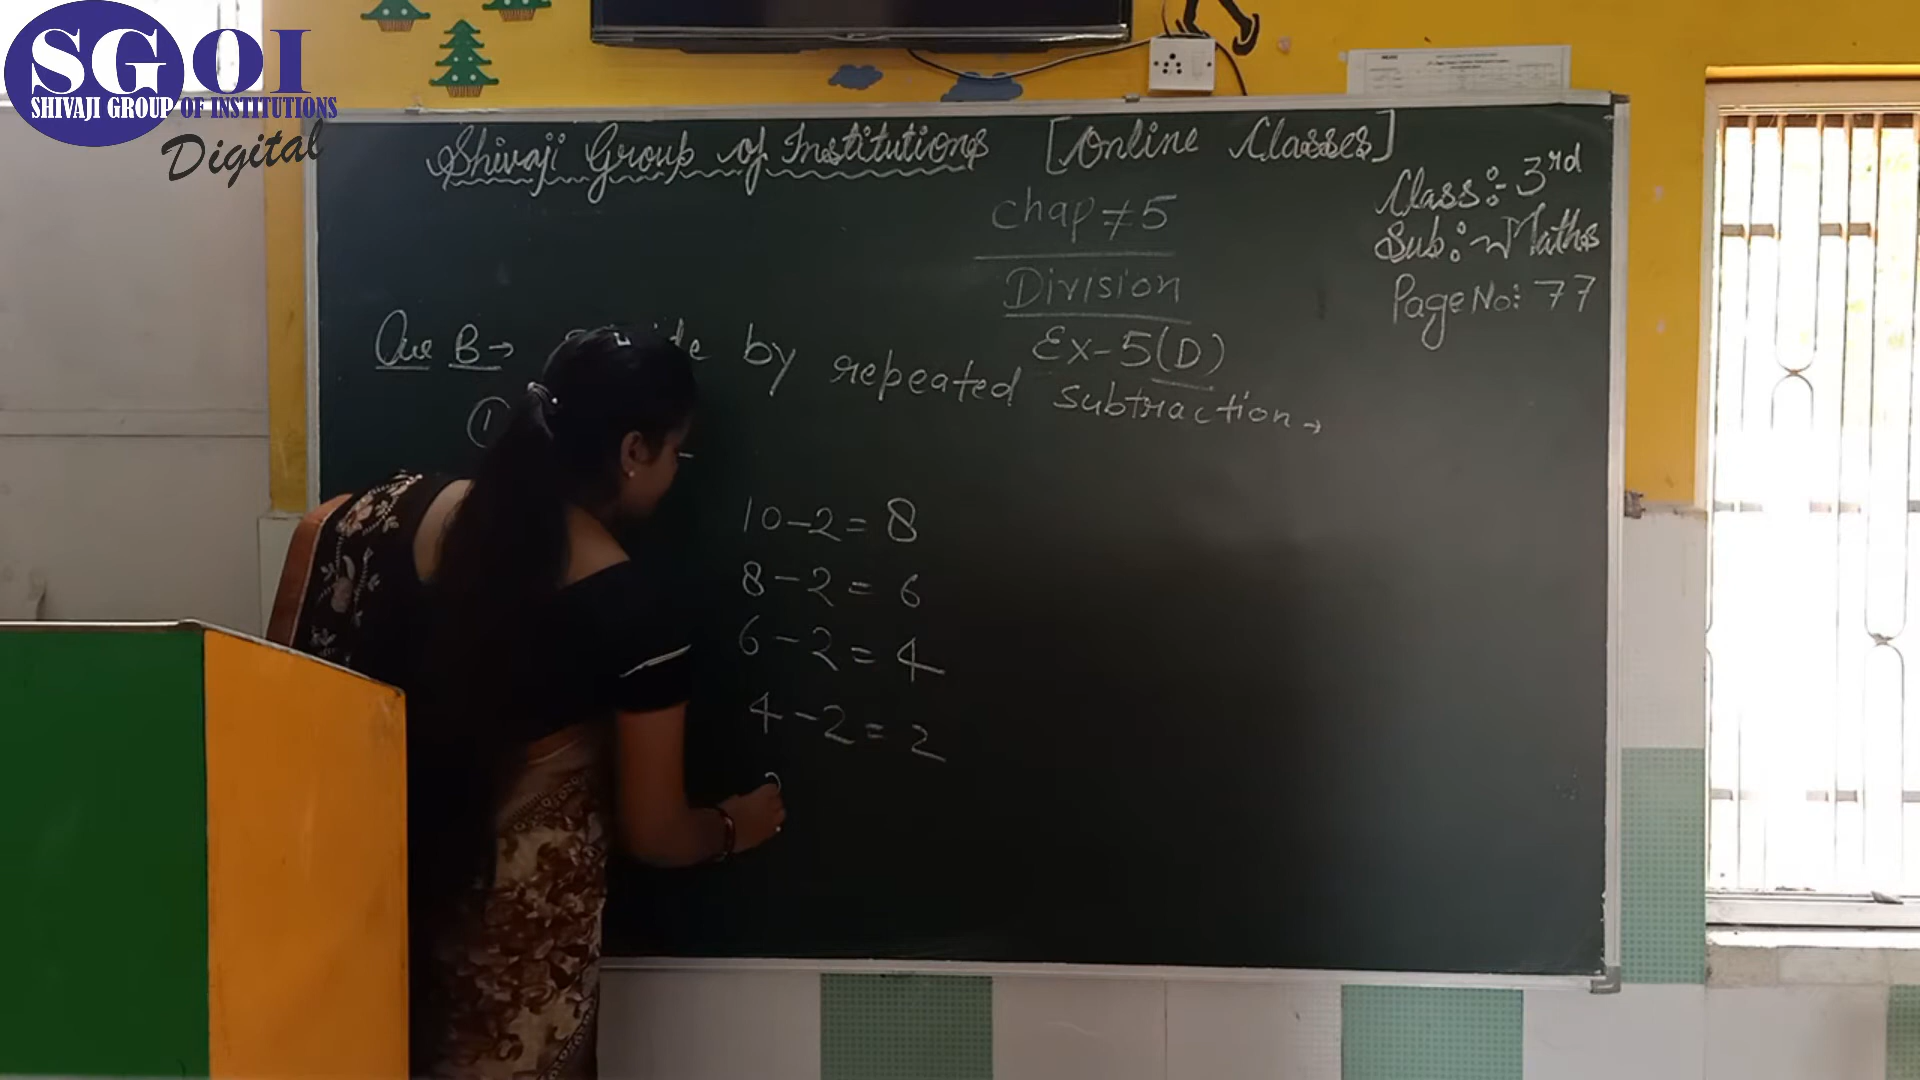 SGOI
SHIVAJI GROUP OF INSTITUTIONS
Digital
Shivaji Group of Institutions [Online Classes]
Class:- 3rd
Sub:- Maths
Page No: 77
Chap ≠ 5
Division
Ex-5(D)
Que B→ by repeated subtraction→
①
10-2=8
8-2=6
6-2=4
4-2=2
2